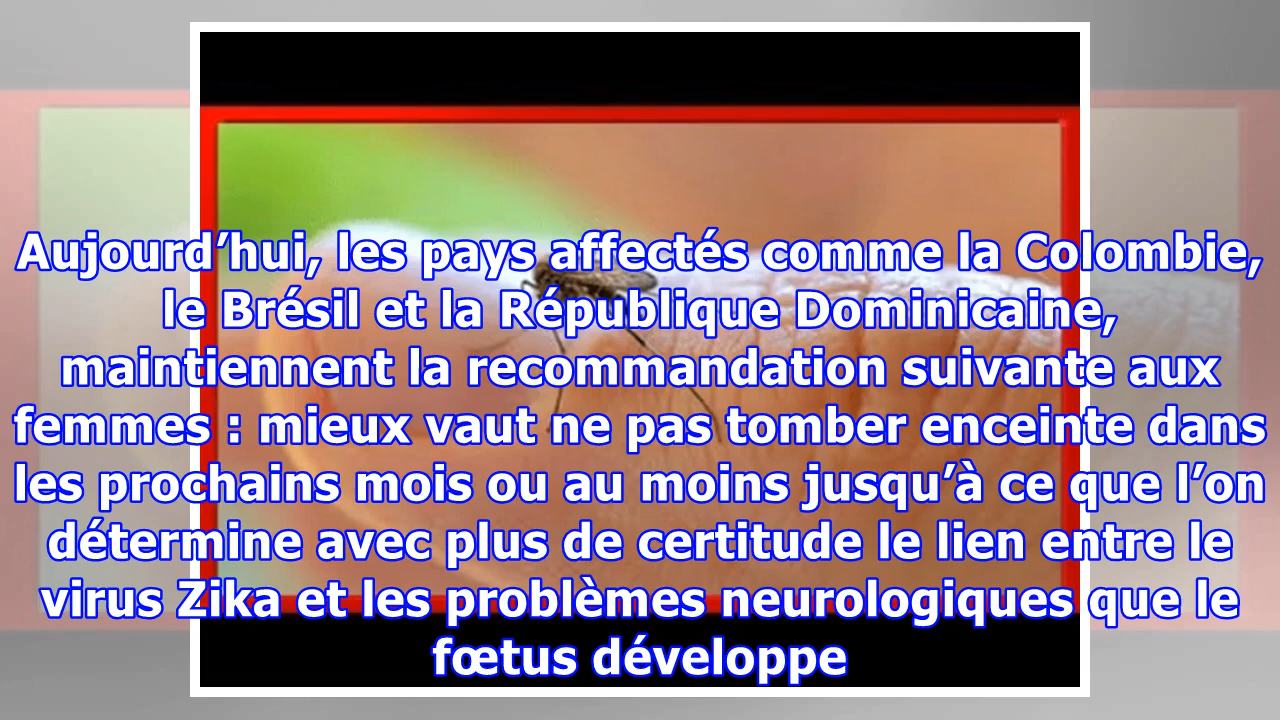 Aujourd’hui, les pays affectés comme la Colombie,
le Brésil et la République Dominicaine,
maintiennent la recommandation suivante aux
femmes : mieux vaut ne pas tomber enceinte dans
les prochains mois ou au moins jusqu’à ce que l’on
détermine avec plus de certitude le lien entre le
virus Zika et les problèmes neurologiques que le
fœtus développe